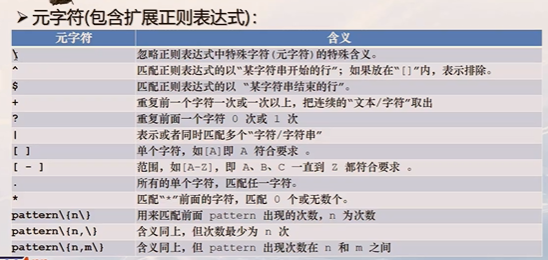 ➢元字符(包含扩展正则表达式)：
元字符 含义
\ 忽略正则表达式中特殊字符(元字符)的特殊含义。
^ 匹配正则表达式的以“某字符串开始的行”；如果放在“[]”内，表示排除。
$ 匹配正则表达式的以 “某字符串结束的行”。
+ 重复前一个字符一次或一次以上，把连续的“文本/字符”取出
? 重复前面一个字符 0 次或 1 次
| 表示或者同时匹配多个“字符/字符串”
[ ] 单个字符，如[A]即 A 符合要求 。
[ - ] 范围，如[A-Z]，即 A、B、C 一直到 Z 都符合要求 。
. 所有的单个字符，匹配任一字符。
* 匹配“*”前面的字符，匹配 0 个或无数个。
pattern\{n\} 用来匹配前面 pattern 出现的次数，n 为次数
pattern\{n,\} 含义同上，但次数最少为 n 次
pattern\{n,m\} 含义同上，但 pattern 出现次数在 n 和 m 之间